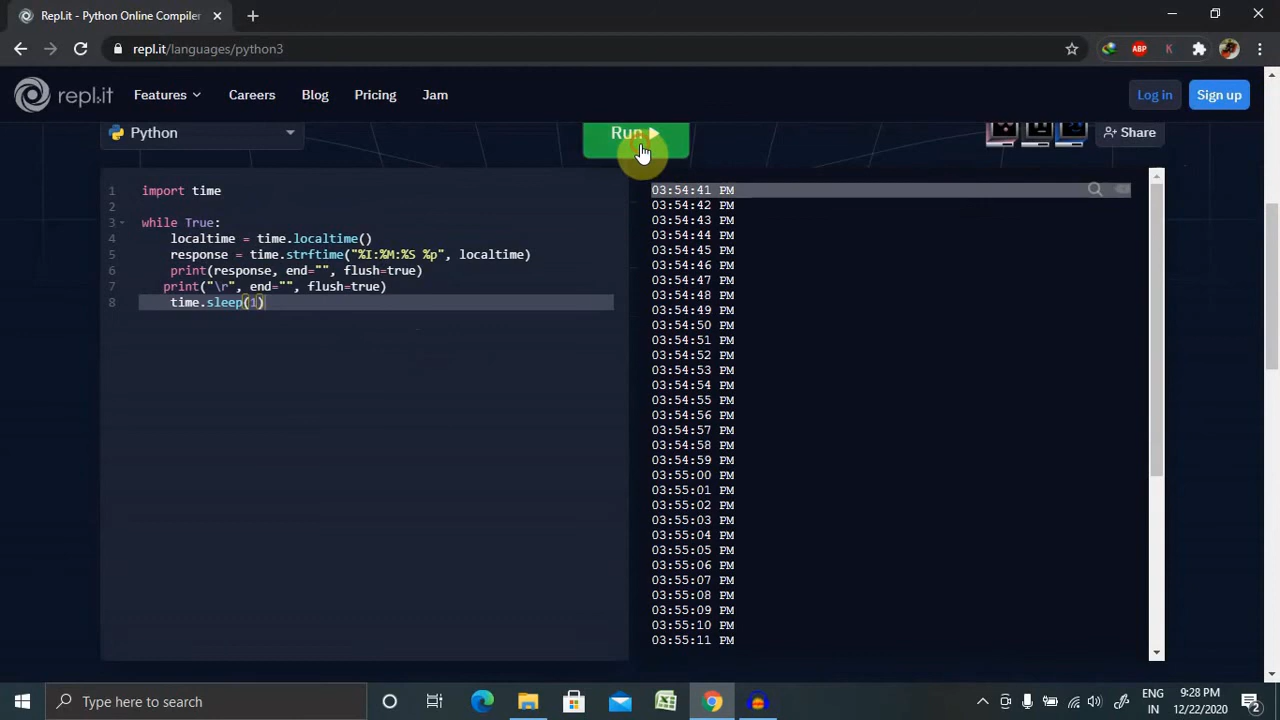 Repl.it - Python Online Compiler
repl.it/languages/python3
ABP
K
repl.it
Features
Careers
Blog
Pricing
Jam
Log in
Sign up
Python
Run
Share
1 import time
2
3 while True:
4 localtime = time.localtime()
5 response = time.strftime("%I:%M:%S %p", localtime)
6 print(response, end="", flush=true)
7 print("\r", end="", flush=true)
8 time.sleep(1)
03:54:41 PM
03:54:42 PM
03:54:43 PM
03:54:44 PM
03:54:45 PM
03:54:46 PM
03:54:47 PM
03:54:48 PM
03:54:49 PM
03:54:50 PM
03:54:51 PM
03:54:52 PM
03:54:53 PM
03:54:54 PM
03:54:55 PM
03:54:56 PM
03:54:57 PM
03:54:58 PM
03:54:59 PM
03:55:00 PM
03:55:01 PM
03:55:02 PM
03:55:03 PM
03:55:04 PM
03:55:05 PM
03:55:06 PM
03:55:07 PM
03:55:08 PM
03:55:09 PM
03:55:10 PM
03:55:11 PM
Type here to search
ENG
IN
9:28 PM
12/22/2020
2